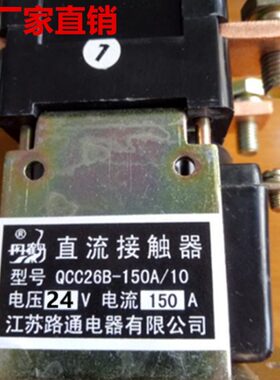 厂家直销
1
®
丹鹤
直流接触器
型号 QCC26B-150A/10
电压 24 V 电流 150 A
江苏路通电器有限公司